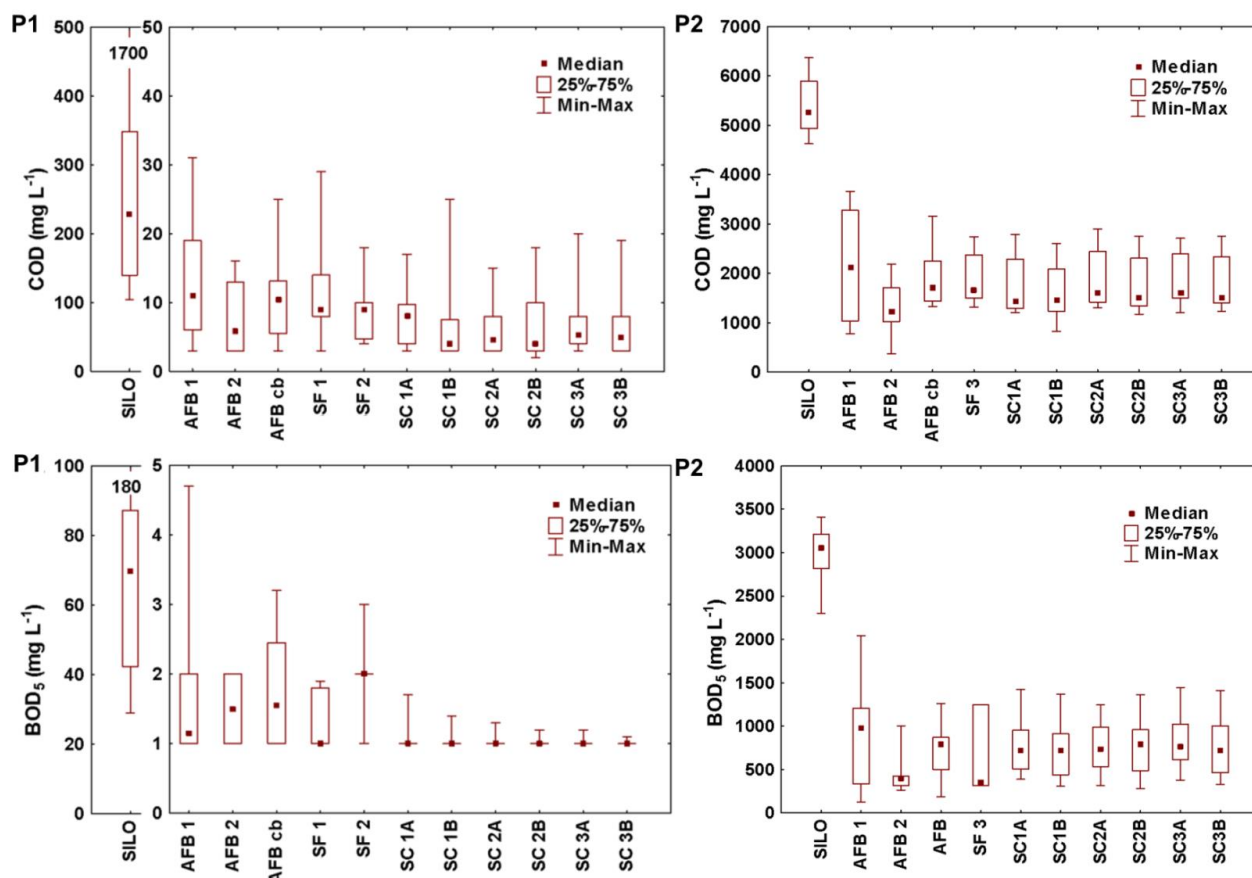 P1
COD (mg L⁻¹)
500
400
300
200
100
0
1700
SILO
50
40
30
20
10
0
Median
25%-75%
Min-Max
AFB 1
AFB 2
AFB cb
SF 1
SF 2
SC 1A
SC 1B
SC 2A
SC 2B
SC 3A
SC 3B
P2
COD (mg L⁻¹)
7000
6000
5000
4000
3000
2000
1000
0
Median
25%-75%
Min-Max
SILO
AFB 1
AFB 2
AFB cb
SF 3
SC1A
SC1B
SC2A
SC2B
SC3A
SC3B
P1
BOD₅ (mg L⁻¹)
100
80
60
40
20
0
180
SILO
5
4
3
2
1
0
Median
25%-75%
Min-Max
AFB 1
AFB 2
AFB cb
SF 1
SF 2
SC 1A
SC 1B
SC 2A
SC 2B
SC 3A
SC 3B
P2
BOD₅ (mg L⁻¹)
4000
3500
3000
2500
2000
1500
1000
500
0
Median
25%-75%
Min-Max
SILO
AFB 1
AFB 2
AFB
SF 3
SC1A
SC1B
SC2A
SC2B
SC3A
SC3B